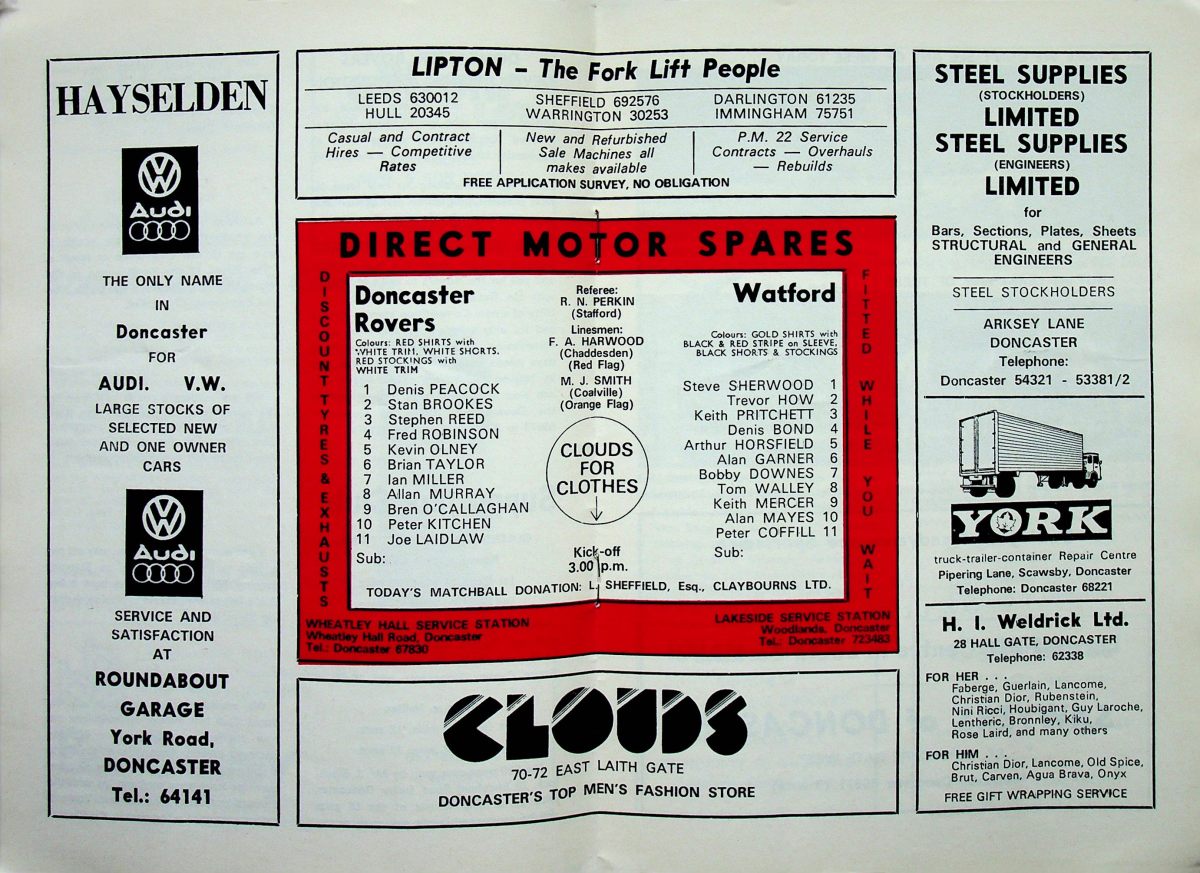 HAYSELDEN
VW
Audi
THE ONLY NAME
IN
Doncaster
FOR
AUDI. V.W.
LARGE STOCKS OF
SELECTED NEW
AND ONE OWNER
CARS
VW
Audi
SERVICE AND
SATISFACTION
AT
ROUNDABOUT
GARAGE
York Road,
DONCASTER
Tel.: 64141
LIPTON – The Fork Lift People
LEEDS 630012
HULL 20345
SHEFFIELD 692576
WARRINGTON 30253
DARLINGTON 61235
IMMINGHAM 75751
Casual and Contract
Hires — Competitive
Rates
New and Refurbished
Sale Machines all
makes available
P.M. 22 Service
Contracts — Overhauls
— Rebuilds
FREE APPLICATION SURVEY, NO OBLIGATION
DIRECT MOTOR SPARES
DISCOUNT TYRES & EXHAUSTS
Doncaster
Rovers
Colours: RED SHIRTS with
WHITE TRIM, WHITE SHORTS.
RED STOCKINGS with
WHITE TRIM
1 Denis PEACOCK
2 Stan BROOKES
3 Stephen REED
4 Fred ROBINSON
5 Kevin OLNEY
6 Brian TAYLOR
7 Ian MILLER
8 Allan MURRAY
9 Bren O'CALLAGHAN
10 Peter KITCHEN
11 Joe LAIDLAW
Sub:
Referee:
R. N. PERKIN
(Stafford)
Linesmen:
F. A. HARWOOD
(Chaddesden)
(Red Flag)
M. J. SMITH
(Coalville)
(Orange Flag)
CLOUDS
FOR
CLOTHES
Kick-off
3.00 p.m.
Watford
Colours: GOLD SHIRTS with
BLACK & RED STRIPE on SLEEVE,
BLACK SHORTS & STOCKINGS
Steve SHERWOOD 1
Trevor HOW 2
Keith PRITCHETT 3
Denis BOND 4
Arthur HORSFIELD 5
Alan GARNER 6
Bobby DOWNES 7
Tom WALLEY 8
Keith MERCER 9
Alan MAYES 10
Peter COFFILL 11
Sub:
TODAY'S MATCHBALL DONATION: L. SHEFFIELD, Esq., CLAYBOURNS LTD.
FITTED WHILE YOU WAIT
WHEATLEY HALL SERVICE STATION
Wheatley Hall Road, Doncaster
Tel.: Doncaster 67830
LAKESIDE SERVICE STATION
Woodlands, Doncaster
Tel.: Doncaster 723483
CLOUDS
70-72 EAST LAITH GATE
DONCASTER'S TOP MEN'S FASHION STORE
STEEL SUPPLIES
(STOCKHOLDERS)
LIMITED
STEEL SUPPLIES
(ENGINEERS)
LIMITED
for
Bars, Sections, Plates, Sheets
STRUCTURAL and GENERAL
ENGINEERS
STEEL STOCKHOLDERS
ARKSEY LANE
DONCASTER
Telephone:
Doncaster 54321 - 53381/2
YORK
truck-trailer-container Repair Centre
Pipering Lane, Scawsby, Doncaster
Telephone: Doncaster 68221
H. I. Weldrick Ltd.
28 HALL GATE, DONCASTER
Telephone: 62338
FOR HER . . .
Faberge, Guerlain, Lancome,
Christian Dior, Rubenstein,
Nini Ricci, Houbigant, Guy Laroche,
Lentheric, Bronnley, Kiku,
Rose Laird, and many others
FOR HIM . . .
Christian Dior, Lancome, Old Spice,
Brut, Carven, Agua Brava, Onyx
FREE GIFT WRAPPING SERVICE